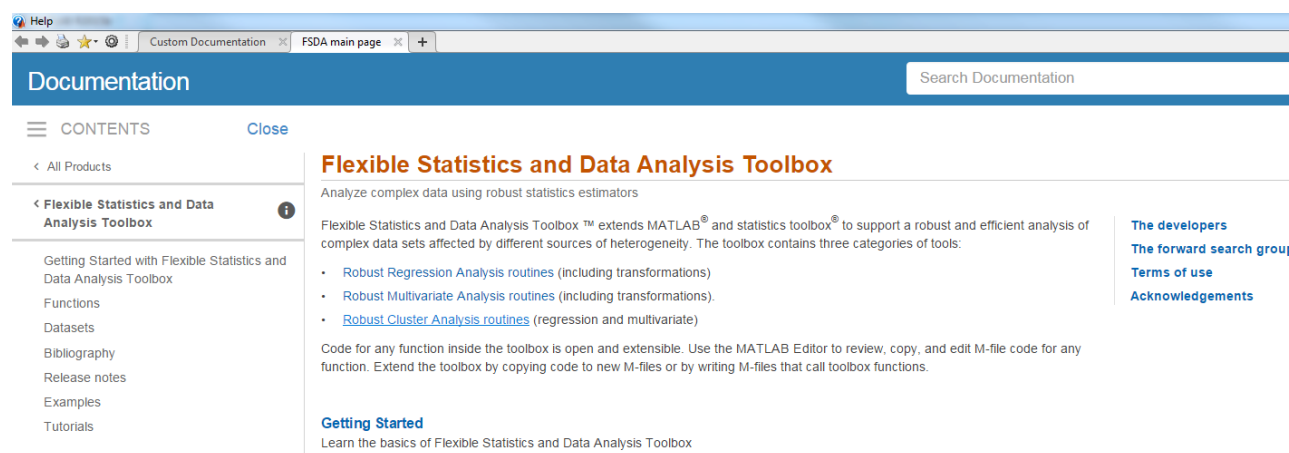 Help
Custom Documentation
FSDA main page
Documentation
Search Documentation
CONTENTS
Close
All Products
Flexible Statistics and Data
Analysis Toolbox
Getting Started with Flexible Statistics and
Data Analysis Toolbox
Functions
Datasets
Bibliography
Release notes
Examples
Tutorials
Flexible Statistics and Data Analysis Toolbox
Analyze complex data using robust statistics estimators
Flexible Statistics and Data Analysis Toolbox ™ extends MATLAB® and statistics toolbox® to support a robust and efficient analysis of
complex data sets affected by different sources of heterogeneity. The toolbox contains three categories of tools:
• Robust Regression Analysis routines (including transformations)
• Robust Multivariate Analysis routines (including transformations).
• Robust Cluster Analysis routines (regression and multivariate)
Code for any function inside the toolbox is open and extensible. Use the MATLAB Editor to review, copy, and edit M-file code for any
function. Extend the toolbox by copying code to new M-files or by writing M-files that call toolbox functions.
Getting Started
Learn the basics of Flexible Statistics and Data Analysis Toolbox
The developers
The forward search grou
Terms of use
Acknowledgements